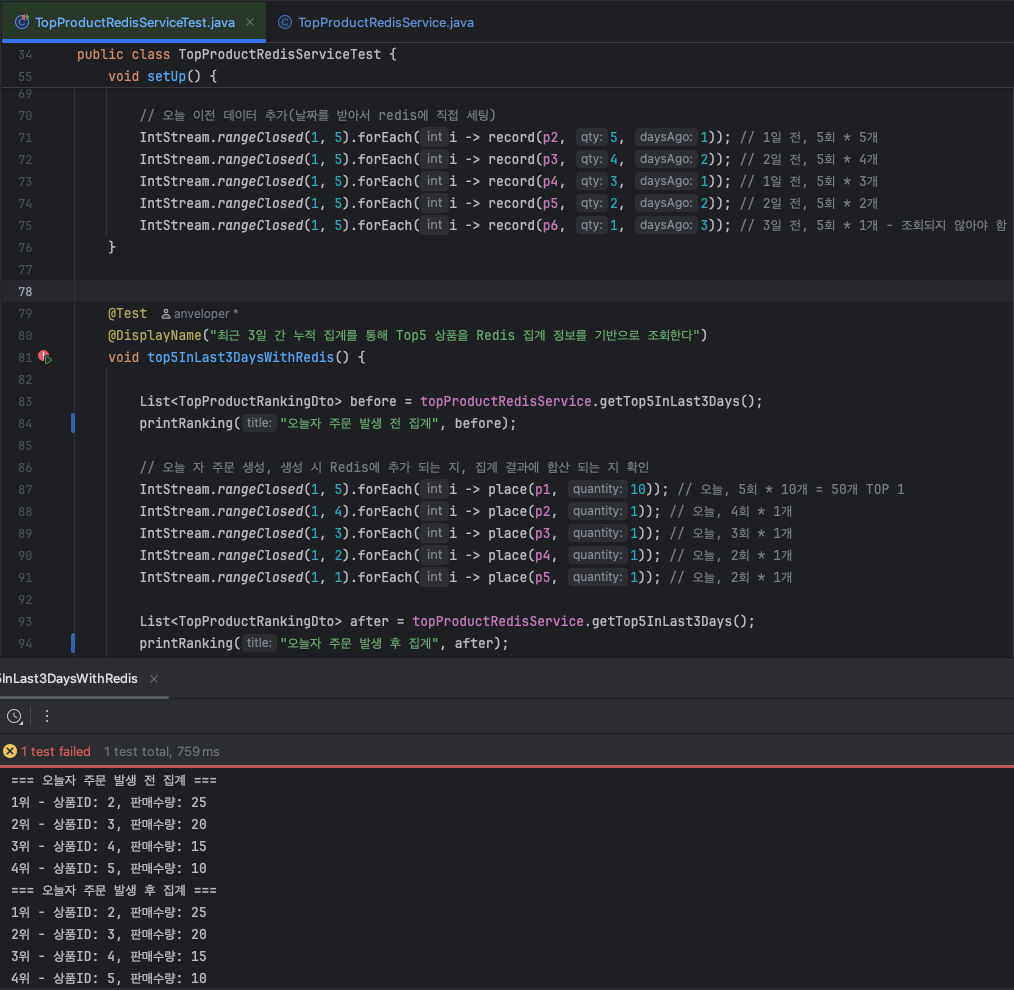 TopProductRedisServiceTest.java ×
TopProductRedisService.java
34 public class TopProductRedisServiceTest {
55 void setUp() {
69
70 // 오늘 이전 데이터 추가(날짜를 받아서 redis에 직접 세팅)
71 IntStream.rangeClosed(1, 5).forEach( int i -> record(p2, qty: 5, daysAgo: 1)); // 1일 전, 5회 * 5개
72 IntStream.rangeClosed(1, 5).forEach( int i -> record(p3, qty: 4, daysAgo: 2)); // 2일 전, 5회 * 4개
73 IntStream.rangeClosed(1, 5).forEach( int i -> record(p4, qty: 3, daysAgo: 1)); // 1일 전, 5회 * 3개
74 IntStream.rangeClosed(1, 5).forEach( int i -> record(p5, qty: 2, daysAgo: 2)); // 2일 전, 5회 * 2개
75 IntStream.rangeClosed(1, 5).forEach( int i -> record(p6, qty: 1, daysAgo: 3)); // 3일 전, 5회 * 1개 - 조회되지 않아야 함
76 }
77
78
79 @Test anveloper *
80 @DisplayName("최근 3일 간 누적 집계를 통해 Top5 상품을 Redis 집계 정보를 기반으로 조회한다")
81 void top5InLast3DaysWithRedis() {
82
83 List<TopProductRankingDto> before = topProductRedisService.getTop5InLast3Days();
84 printRanking( title: "오늘자 주문 발생 전 집계", before);
85
86 // 오늘 자 주문 생성, 생성 시 Redis에 추가 되는 지, 집계 결과에 합산 되는 지 확인
87 IntStream.rangeClosed(1, 5).forEach( int i -> place(p1, quantity: 10)); // 오늘, 5회 * 10개 = 50개 TOP 1
88 IntStream.rangeClosed(1, 4).forEach( int i -> place(p2, quantity: 1)); // 오늘, 4회 * 1개
89 IntStream.rangeClosed(1, 3).forEach( int i -> place(p3, quantity: 1)); // 오늘, 3회 * 1개
90 IntStream.rangeClosed(1, 2).forEach( int i -> place(p4, quantity: 1)); // 오늘, 2회 * 1개
91 IntStream.rangeClosed(1, 1).forEach( int i -> place(p5, quantity: 1)); // 오늘, 2회 * 1개
92
93 List<TopProductRankingDto> after = topProductRedisService.getTop5InLast3Days();
94 printRanking( title: "오늘자 주문 발생 후 집계", after);
5InLast3DaysWithRedis ×
1 test failed 1 test total, 759 ms
=== 오늘자 주문 발생 전 집계 ===
1위 - 상품ID: 2, 판매수량: 25
2위 - 상품ID: 3, 판매수량: 20
3위 - 상품ID: 4, 판매수량: 15
4위 - 상품ID: 5, 판매수량: 10
=== 오늘자 주문 발생 후 집계 ===
1위 - 상품ID: 2, 판매수량: 25
2위 - 상품ID: 3, 판매수량: 20
3위 - 상품ID: 4, 판매수량: 15
4위 - 상품ID: 5, 판매수량: 10